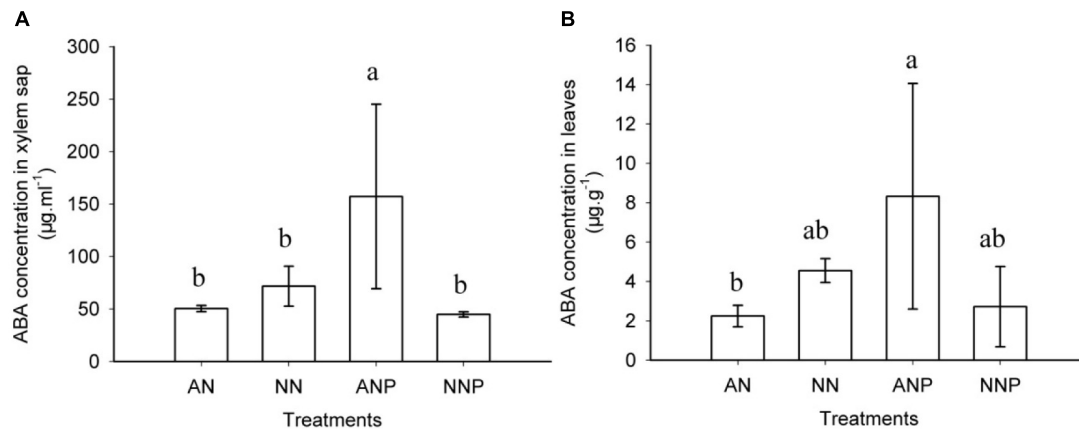 A
ABA concentration in xylem sap
(µg.ml⁻¹)
300
250
200
150
100
50
0
b
b
a
b
AN NN ANP NNP
Treatments
B
ABA concentration in leaves
(µg.g⁻¹)
16
14
12
10
8
6
4
2
0
b
ab
a
ab
AN NN ANP NNP
Treatments